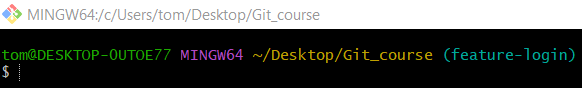 MINGW64:/c/Users/tom/Desktop/Git_course
tom@DESKTOP-OUTOE77 MINGW64 ~/Desktop/Git_course (feature-login)
$